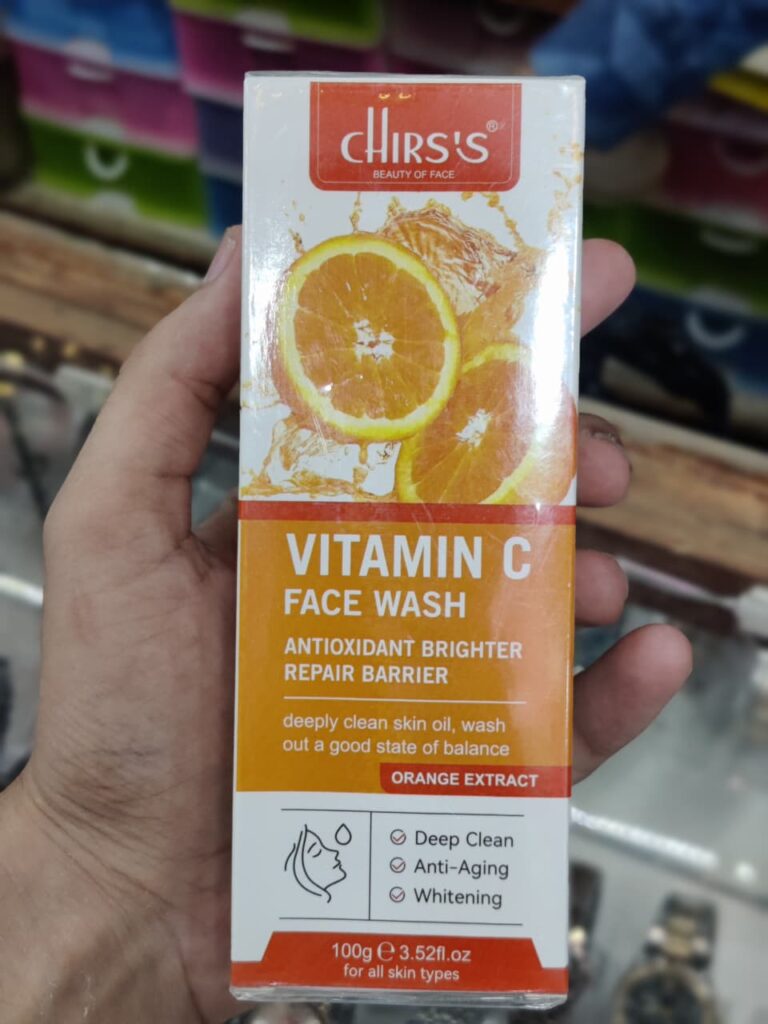 CHIRS'S®
BEAUTY OF FACE
VITAMIN C
FACE WASH
ANTIOXIDANT BRIGHTER
REPAIR BARRIER
deeply clean skin oil, wash
out a good state of balance
ORANGE EXTRACT
Deep Clean
Anti-Aging
Whitening
100g ℮ 3.52fl.oz
for all skin types